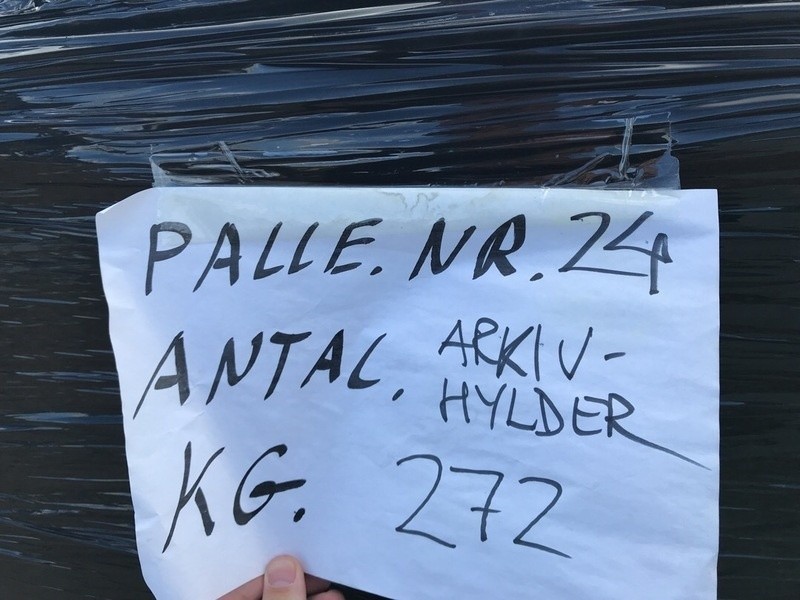 PALLE. NR. 24
ANTAL. ARKIV-
HYLDER
KG. 272